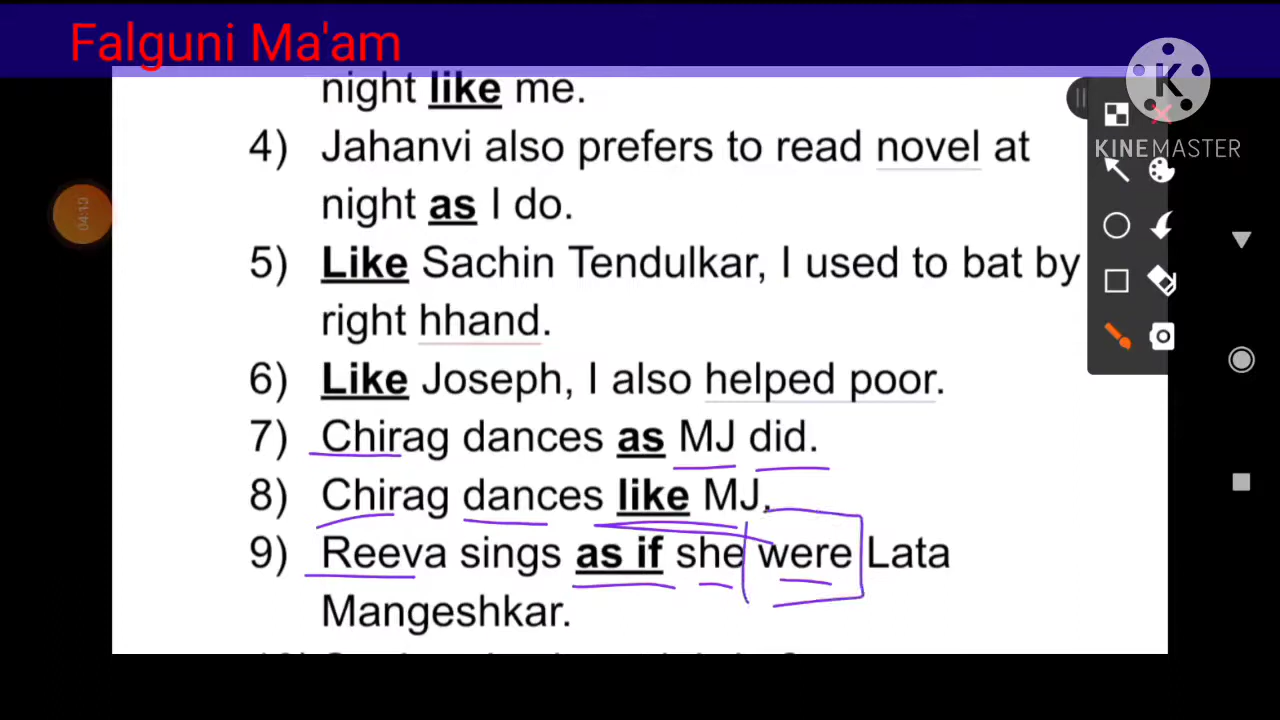 Falguni Ma'am
KINEMASTER
night like me.
4) Jahanvi also prefers to read novel at
night as I do.
5) Like Sachin Tendulkar, I used to bat by
right hhand.
6) Like Joseph, I also helped poor.
7) Chirag dances as MJ did.
8) Chirag dances like MJ.
9) Reeva sings as if she were Lata
Mangeshkar.